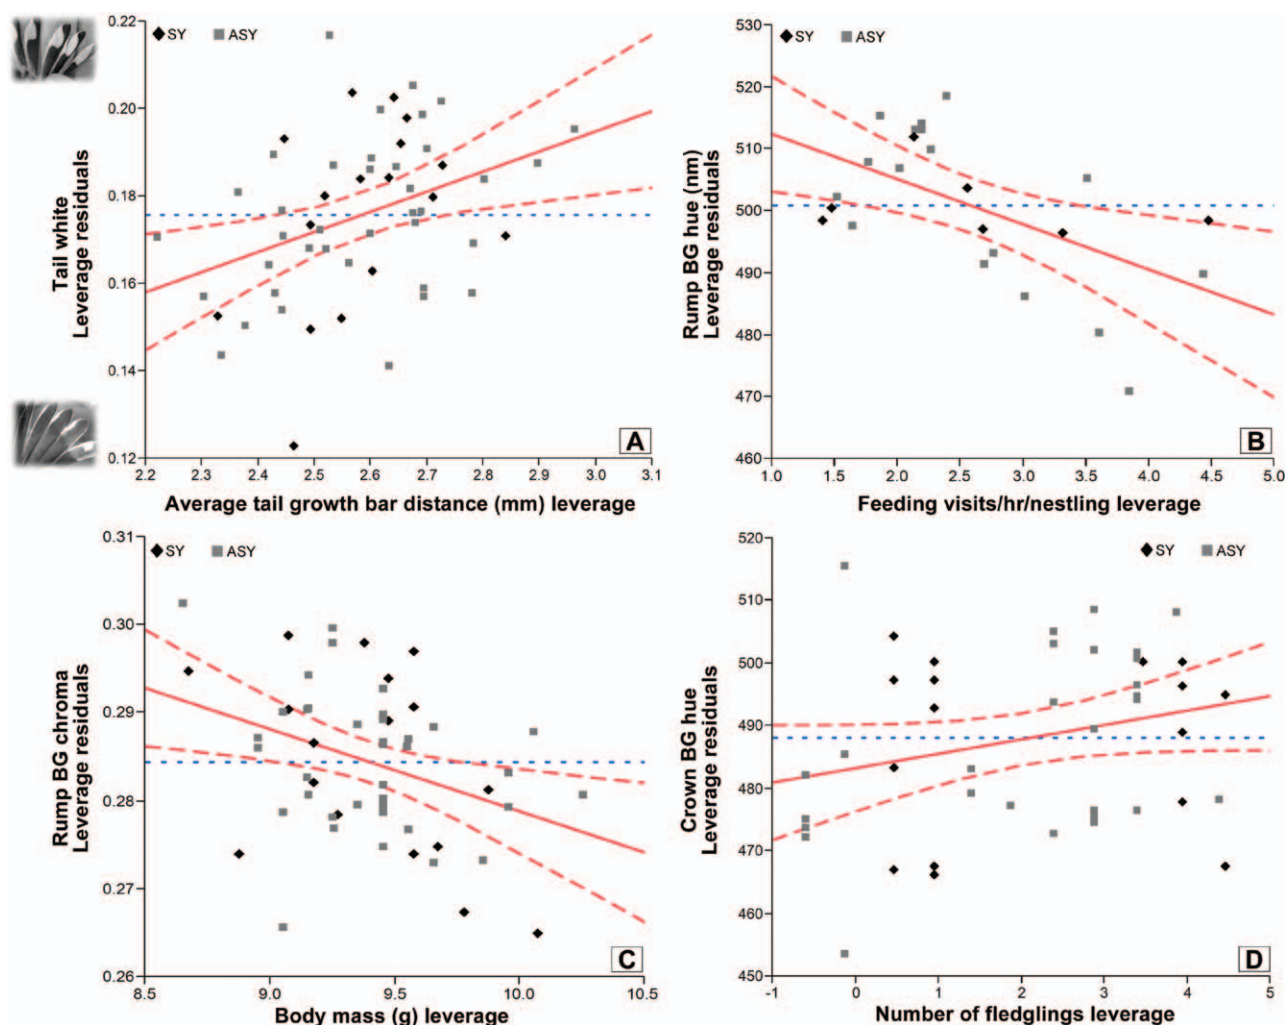 0.22
SY ASY
0.20
0.18
0.16
0.14
0.12
Tail white
Leverage residuals
A
2.2 2.3 2.4 2.5 2.6 2.7 2.8 2.9 3.0 3.1
Average tail growth bar distance (mm) leverage
530
SY ASY
520
510
500
490
480
470
460
Rump BG hue (nm)
Leverage residuals
B
1.0 1.5 2.0 2.5 3.0 3.5 4.0 4.5 5.0
Feeding visits/hr/nestling leverage
0.31
SY ASY
0.30
0.29
0.28
0.27
0.26
Rump BG chroma
Leverage residuals
C
8.5 9.0 9.5 10.0 10.5
Body mass (g) leverage
520
SY ASY
510
500
490
480
470
460
450
Crown BG hue
Leverage residuals
D
-1 0 1 2 3 4 5
Number of fledglings leverage